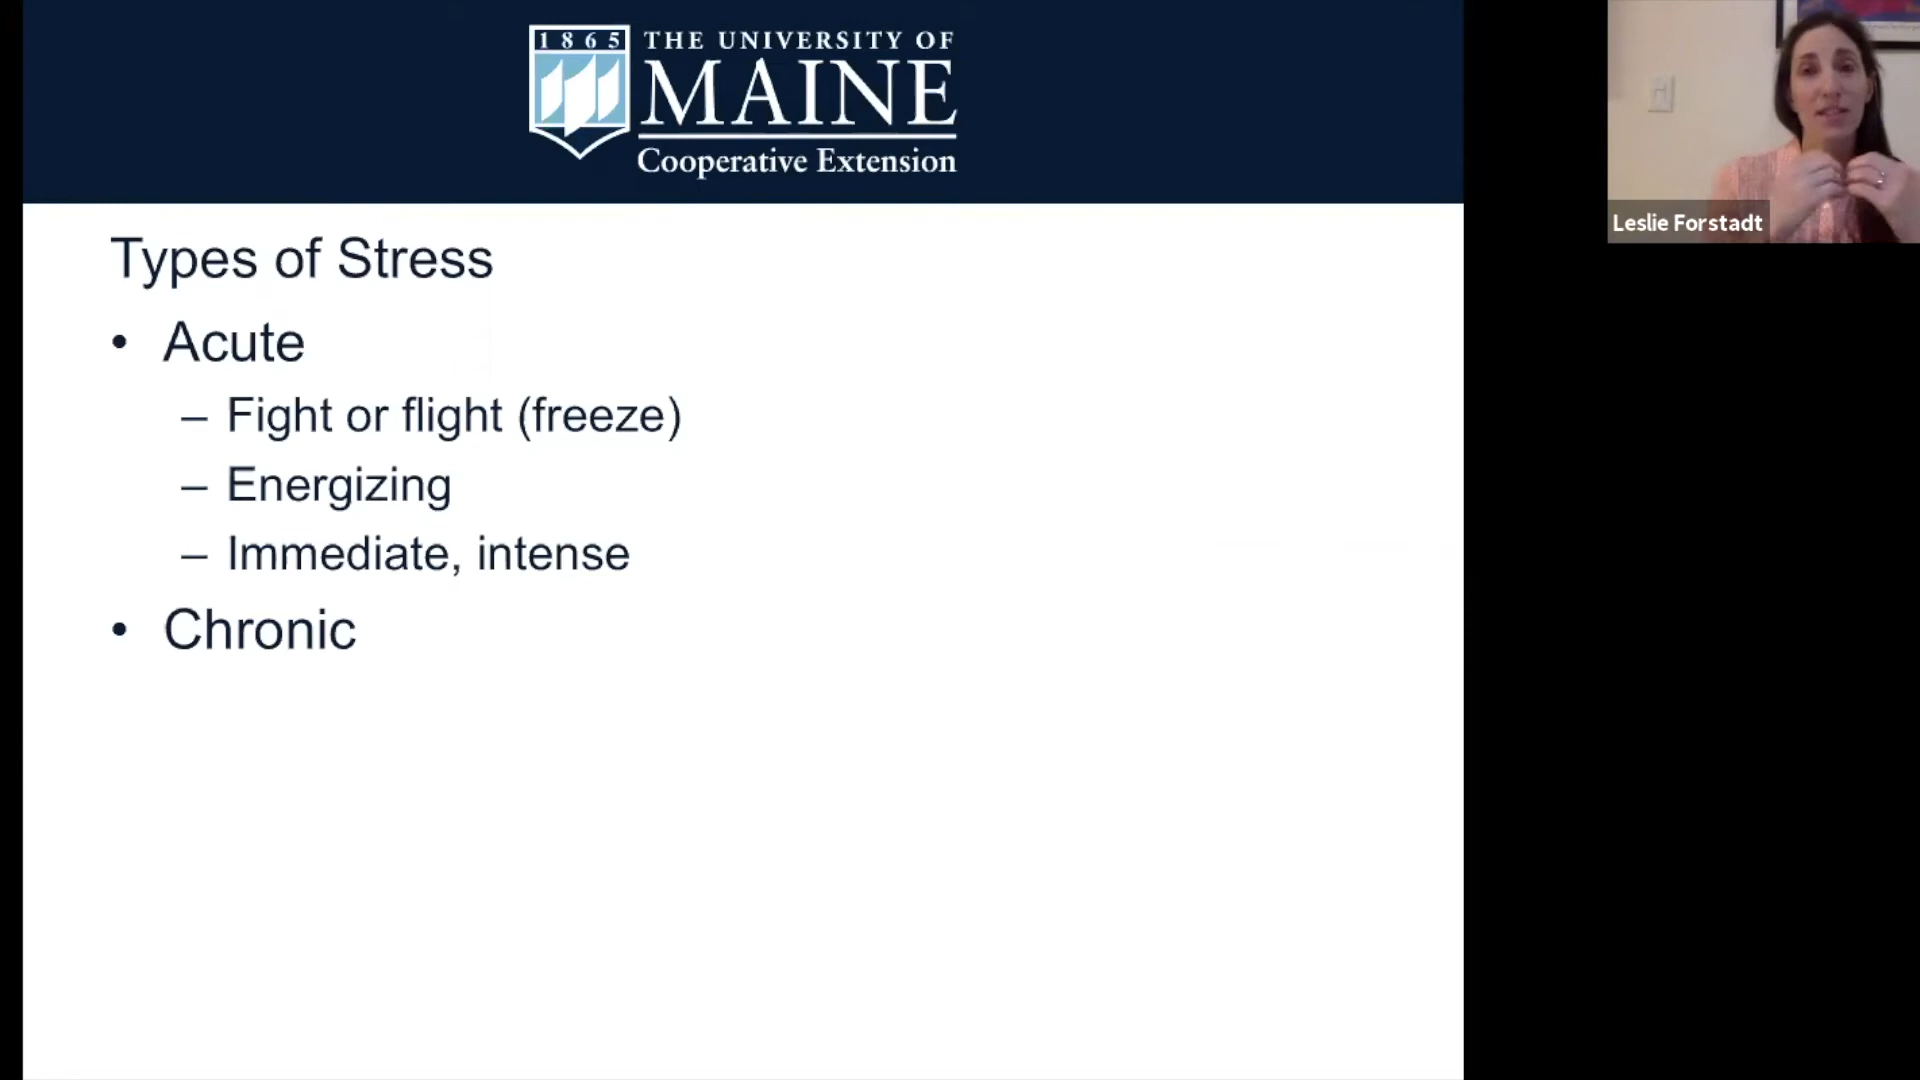 1865
THE UNIVERSITY OF
MAINE
Cooperative Extension
Leslie Forstadt
Types of Stress
• Acute
– Fight or flight (freeze)
– Energizing
– Immediate, intense
• Chronic